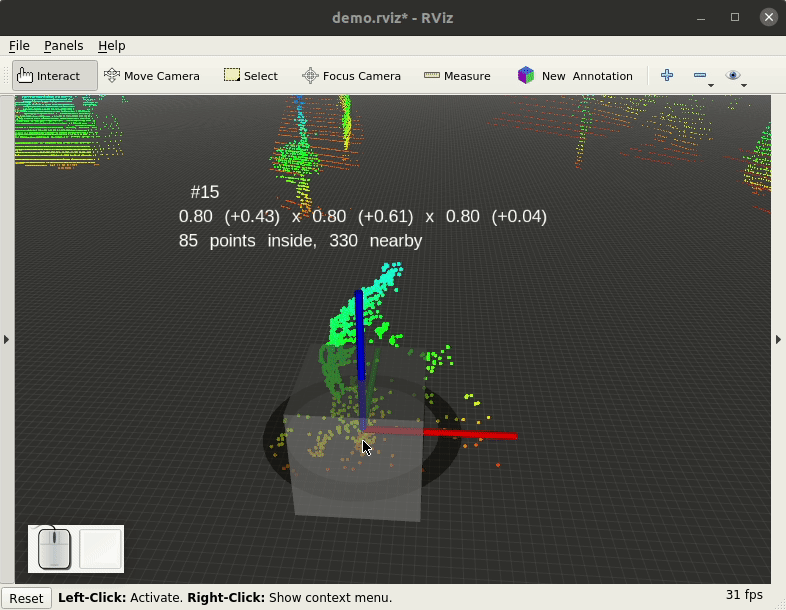 demo.rviz* - RViz
File Panels Help
Interact Move Camera Select Focus Camera Measure New Annotation
#15
0.80 (+0.43) x 0.80 (+0.61) x 0.80 (+0.04)
85 points inside, 330 nearby
Reset Left-Click: Activate. Right-Click: Show context menu. 31 fps